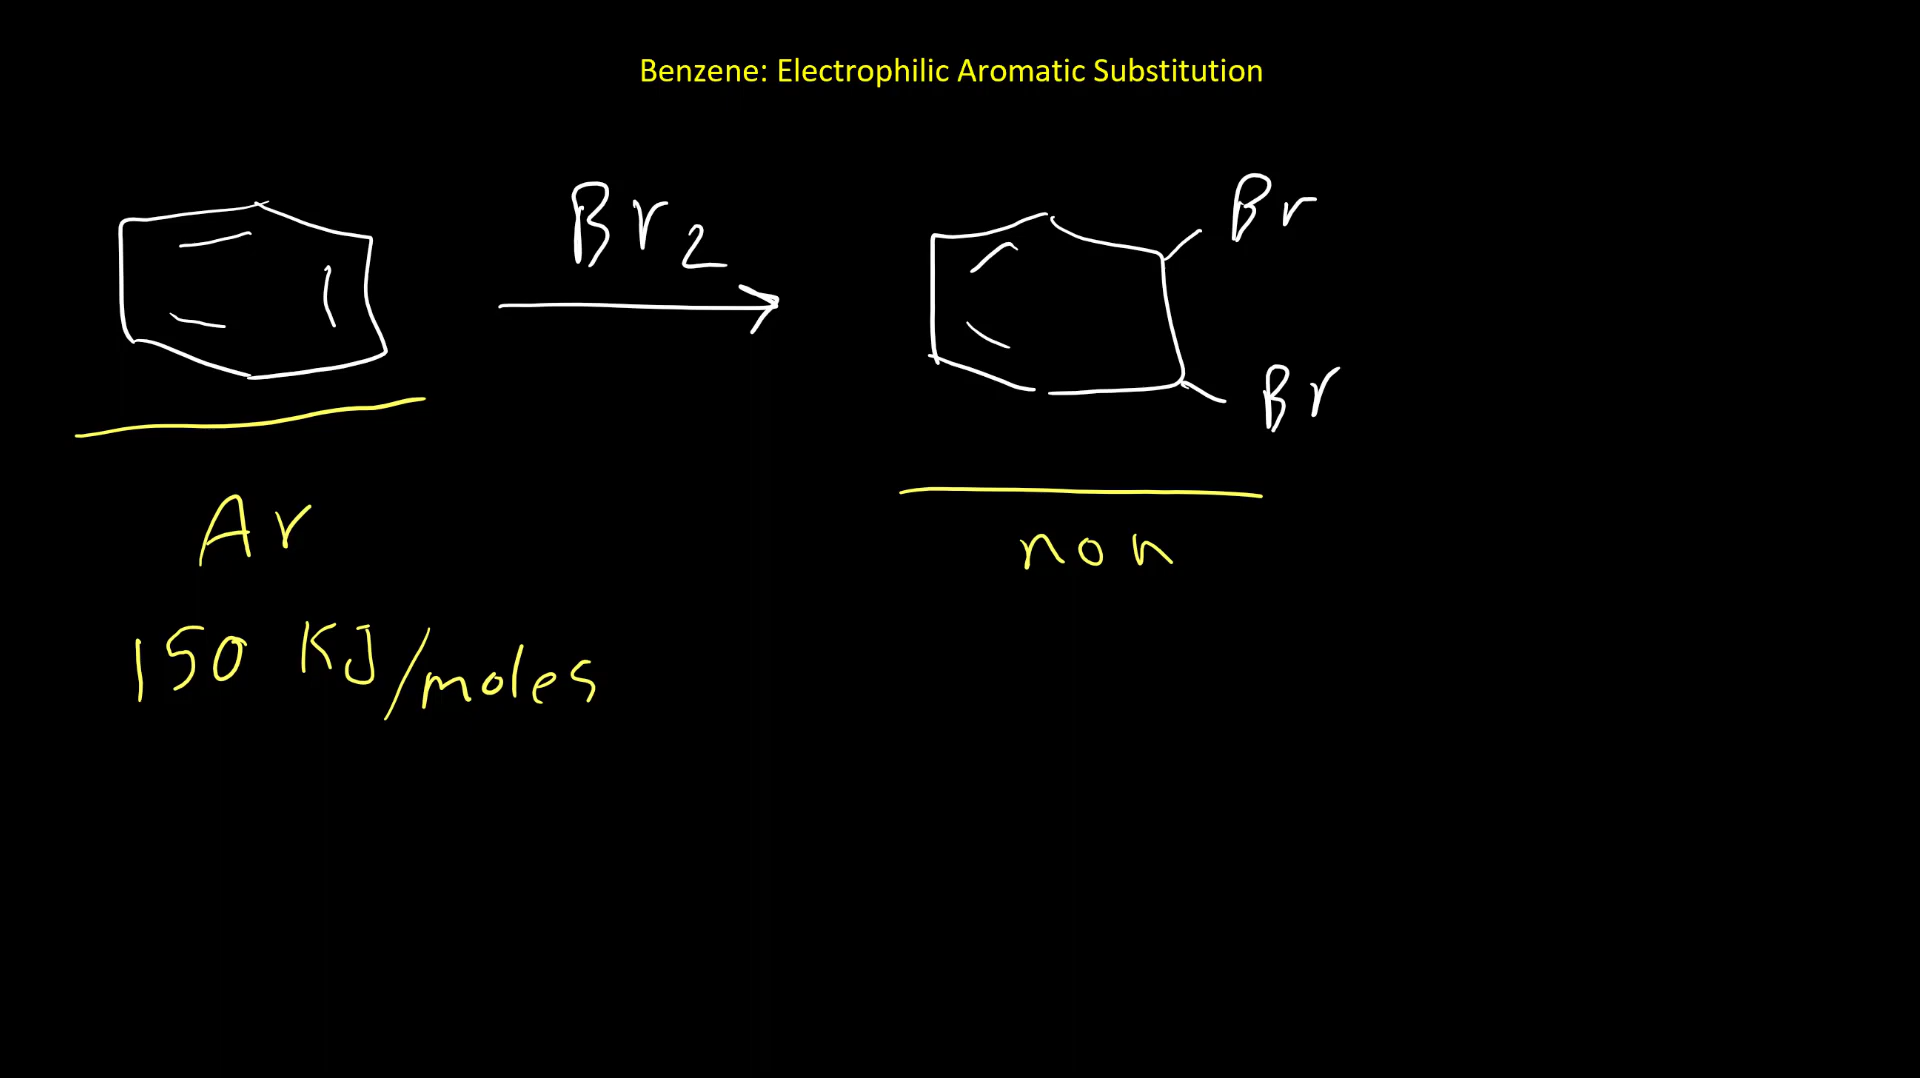 Benzene: Electrophilic Aromatic Substitution
Br2
Br
Br
Ar
non
150 KJ/moles